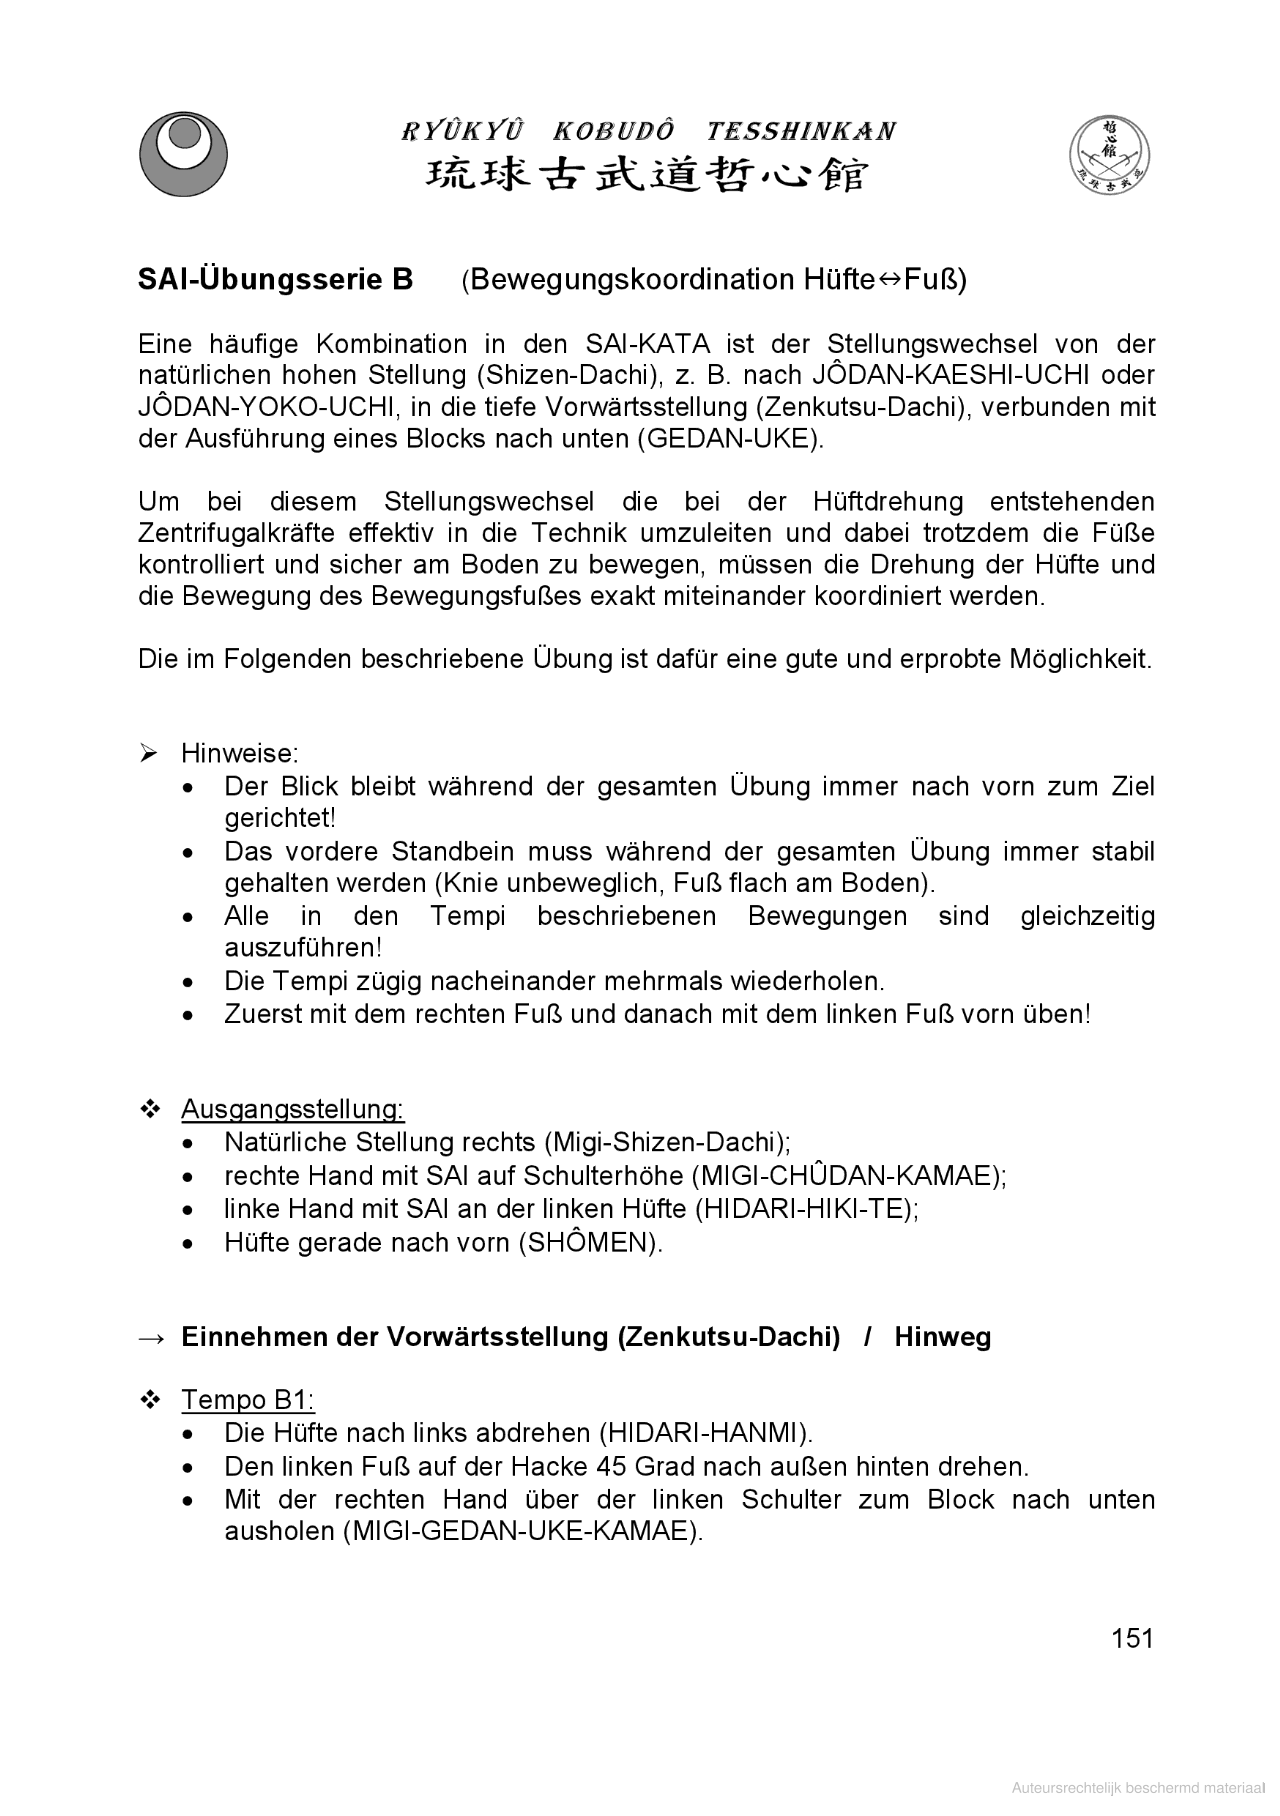 RYÛKYÛ KOBUDÔ TESSHINKAN
琉球古武道哲心館
哲心館
琉球古武道
SAI-Übungsserie B (Bewegungskoordination Hüfte↔Fuß)
Eine häufige Kombination in den SAI-KATA ist der Stellungswechsel von der
natürlichen hohen Stellung (Shizen-Dachi), z. B. nach JÔDAN-KAESHI-UCHI oder
JÔDAN-YOKO-UCHI, in die tiefe Vorwärtsstellung (Zenkutsu-Dachi), verbunden mit
der Ausführung eines Blocks nach unten (GEDAN-UKE).
Um bei diesem Stellungswechsel die bei der Hüftdrehung entstehenden
Zentrifugalkräfte effektiv in die Technik umzuleiten und dabei trotzdem die Füße
kontrolliert und sicher am Boden zu bewegen, müssen die Drehung der Hüfte und
die Bewegung des Bewegungsfußes exakt miteinander koordiniert werden.
Die im Folgenden beschriebene Übung ist dafür eine gute und erprobte Möglichkeit.
➢ Hinweise:
• Der Blick bleibt während der gesamten Übung immer nach vorn zum Ziel
gerichtet!
• Das vordere Standbein muss während der gesamten Übung immer stabil
gehalten werden (Knie unbeweglich, Fuß flach am Boden).
• Alle in den Tempi beschriebenen Bewegungen sind gleichzeitig
auszuführen!
• Die Tempi zügig nacheinander mehrmals wiederholen.
• Zuerst mit dem rechten Fuß und danach mit dem linken Fuß vorn üben!
❖ Ausgangsstellung:
• Natürliche Stellung rechts (Migi-Shizen-Dachi);
• rechte Hand mit SAI auf Schulterhöhe (MIGI-CHÛDAN-KAMAE);
• linke Hand mit SAI an der linken Hüfte (HIDARI-HIKI-TE);
• Hüfte gerade nach vorn (SHÔMEN).
→ Einnehmen der Vorwärtsstellung (Zenkutsu-Dachi) / Hinweg
❖ Tempo B1:
• Die Hüfte nach links abdrehen (HIDARI-HANMI).
• Den linken Fuß auf der Hacke 45 Grad nach außen hinten drehen.
• Mit der rechten Hand über der linken Schulter zum Block nach unten
ausholen (MIGI-GEDAN-UKE-KAMAE).
151
Auteursrechtelijk beschermd materiaal